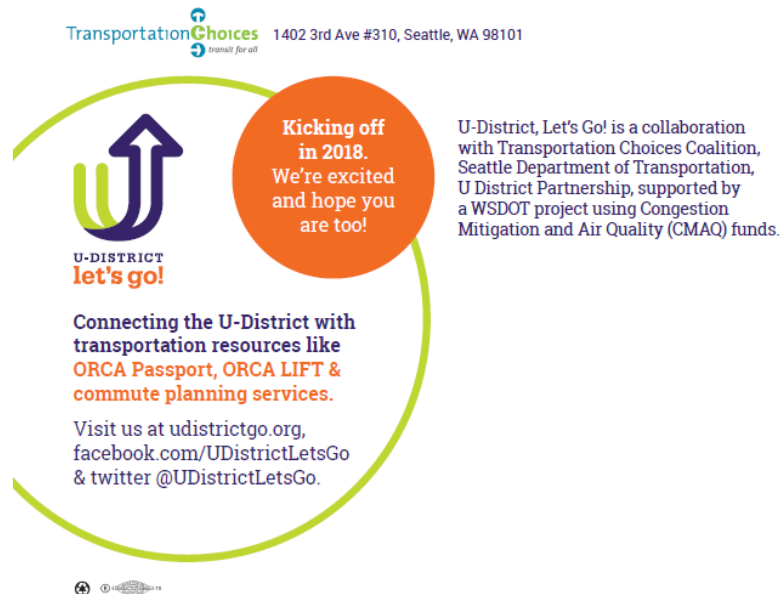 TransportationChoices
transit for all
1402 3rd Ave #310, Seattle, WA 98101
Kicking off
in 2018.
We're excited
and hope you
are too!
U-DISTRICT
let's go!
Connecting the U-District with
transportation resources like
ORCA Passport, ORCA LIFT &
commute planning services.
Visit us at udistrictgo.org,
facebook.com/UDistrictLetsGo
& twitter @UDistrictLetsGo.
U-District, Let's Go! is a collaboration
with Transportation Choices Coalition,
Seattle Department of Transportation,
U District Partnership, supported by
a WSDOT project using Congestion
Mitigation and Air Quality (CMAQ) funds.